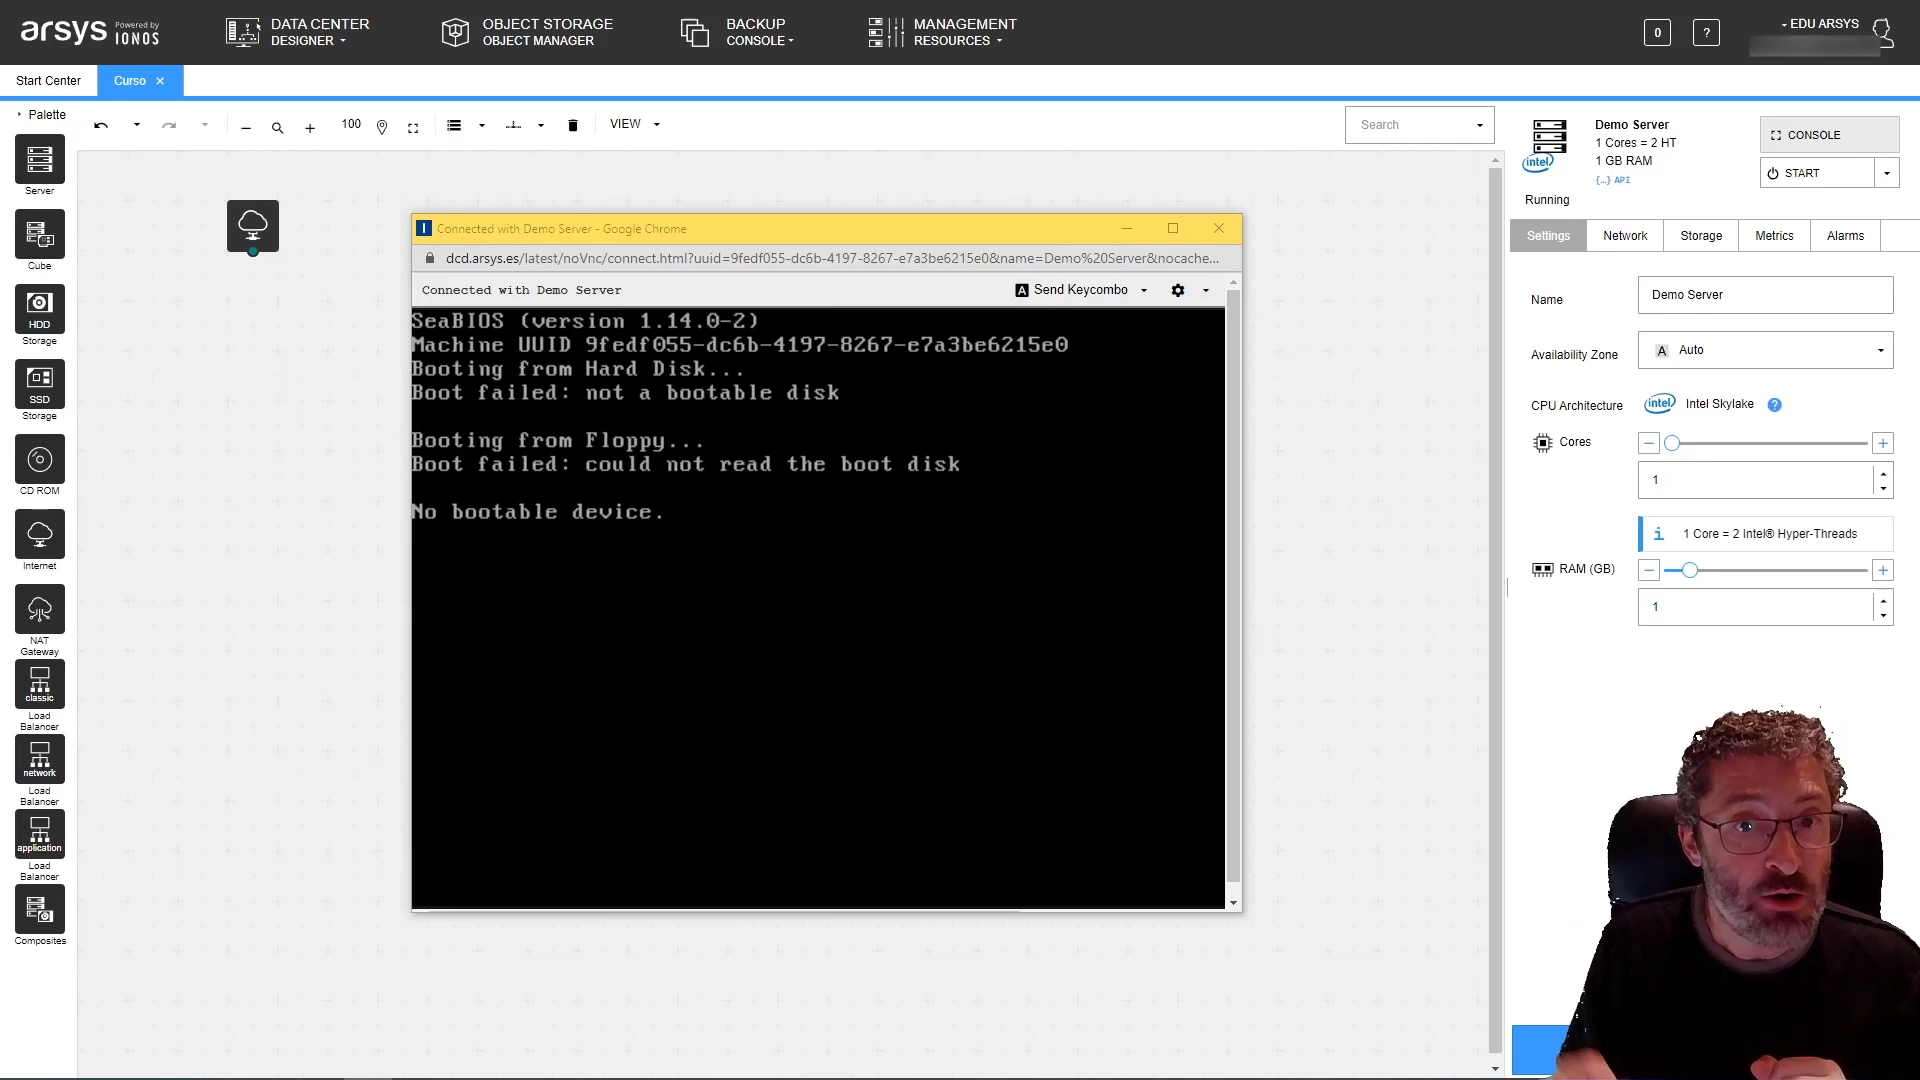 arsys
Powered by
IONOS
DATA CENTER
DESIGNER
OBJECT STORAGE
OBJECT MANAGER
BACKUP
CONSOLE
MANAGEMENT
RESOURCES
0
?
- EDU ARSYS
Start Center
Curso
Palette
100
VIEW
Search
Server
Cube
HDD
Storage
SSD
Storage
CD ROM
Internet
NAT
Gateway
classic
Load
Balancer
network
Load
Balancer
application
Load
Balancer
Composites
Connected with Demo Server - Google Chrome
dcd.arsys.es/latest/noVnc/connect.html?uuid=9fedf055-dc6b-4197-8267-e7a3be6215e0&name=Demo%20Server&nocache...
Connected with Demo Server
A Send Keycombo
SeaBIOS (version 1.14.0-2)
Machine UUID 9fedf055-dc6b-4197-8267-e7a3be6215e0
Booting from Hard Disk...
Boot failed: not a bootable disk
Booting from Floppy...
Boot failed: could not read the boot disk
No bootable device.
intel
Demo Server
1 Cores = 2 HT
1 GB RAM
{...} API
Running
CONSOLE
START
Settings
Network
Storage
Metrics
Alarms
Name
Demo Server
Availability Zone
A Auto
CPU Architecture
intel
Intel Skylake
?
Cores
1
i 1 Core = 2 Intel® Hyper-Threads
RAM (GB)
1